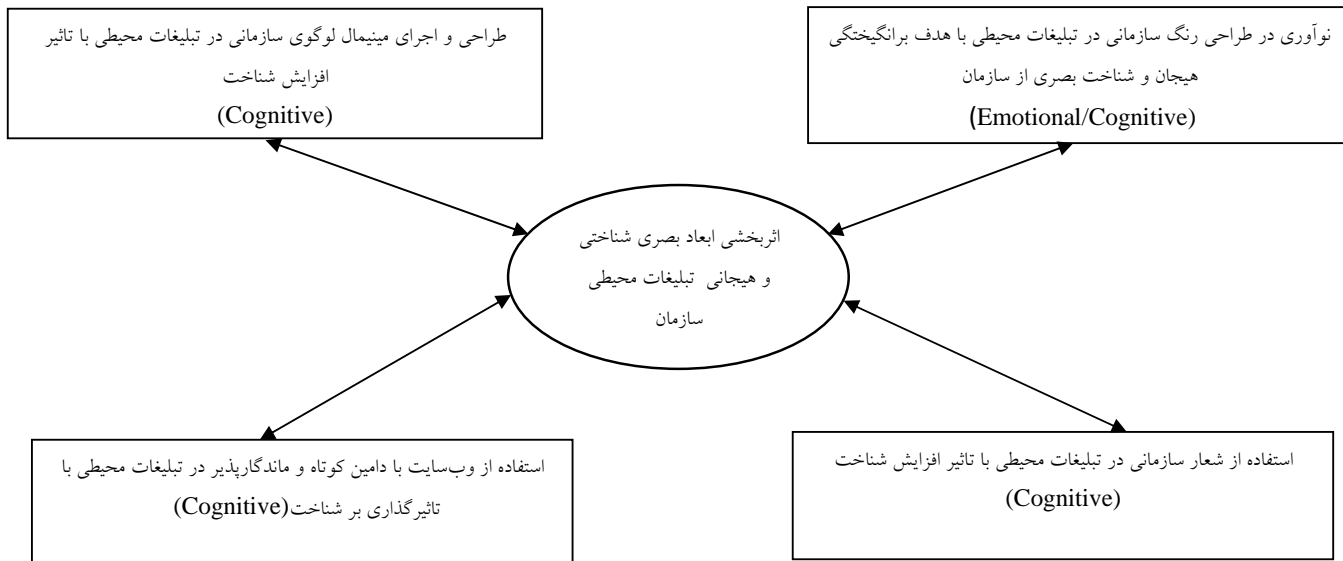 نوآوری در طراحی رنگ سازمانی در تبلیغات محیطی با هدف برانگیختگی
هیجان و شناخت بصری از سازمان
(Emotional/Cognitive)
طراحی و اجرای مینیمال لوگوی سازمانی در تبلیغات محیطی با تاثیر
افزایش شناخت
(Cognitive)
اثربخشی ابعاد بصری شناختی
و هیجانی تبلیغات محیطی
سازمان
استفاده از شعار سازمانی در تبلیغات محیطی با تاثیر افزایش شناخت
(Cognitive)
استفاده از وب‌سایت با دامین کوتاه و ماندگارپذیر در تبلیغات محیطی با
تاثیرگذاری بر شناخت(Cognitive)